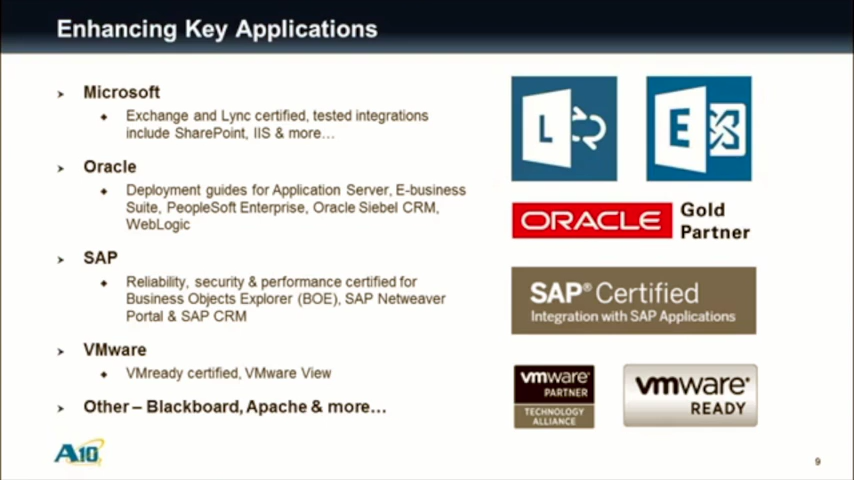 Enhancing Key Applications
Microsoft
Exchange and Lync certified, tested integrations
include SharePoint, IIS & more…
Oracle
Deployment guides for Application Server, E-business
Suite, PeopleSoft Enterprise, Oracle Siebel CRM,
WebLogic
SAP
Reliability, security & performance certified for
Business Objects Explorer (BOE), SAP Netweaver
Portal & SAP CRM
VMware
VMready certified, VMware View
Other – Blackboard, Apache & more…
L
E
ORACLE
Gold
Partner
SAP® Certified
Integration with SAP Applications
vmware®
PARTNER
TECHNOLOGY
ALLIANCE
vmware®
READY
A10
9